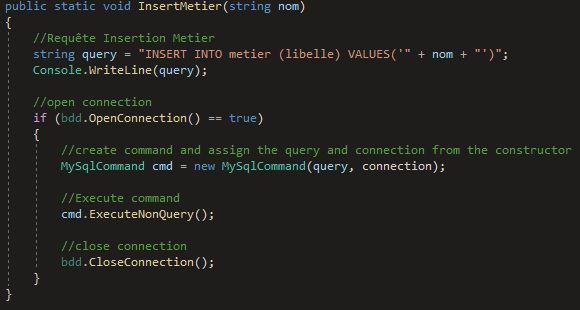 public static void InsertMetier(string nom)
{
//Requête Insertion Metier
string query = "INSERT INTO metier (libelle) VALUES('" + nom + "')";
Console.WriteLine(query);
//open connection
if (bdd.OpenConnection() == true)
{
//create command and assign the query and connection from the constructor
MySqlCommand cmd = new MySqlCommand(query, connection);
//Execute command
cmd.ExecuteNonQuery();
//close connection
bdd.CloseConnection();
}
}